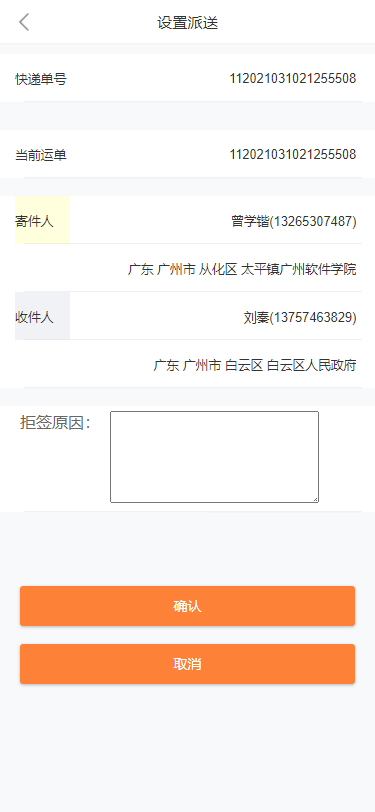 设置派送
快递单号 112021031021255508
当前运单 112021031021255508
寄件人 曾学锴(13265307487)
广东 广州市 从化区 太平镇广州软件学院
收件人 刘秦(13757463829)
广东 广州市 白云区 白云区人民政府
拒签原因：
确认
取消